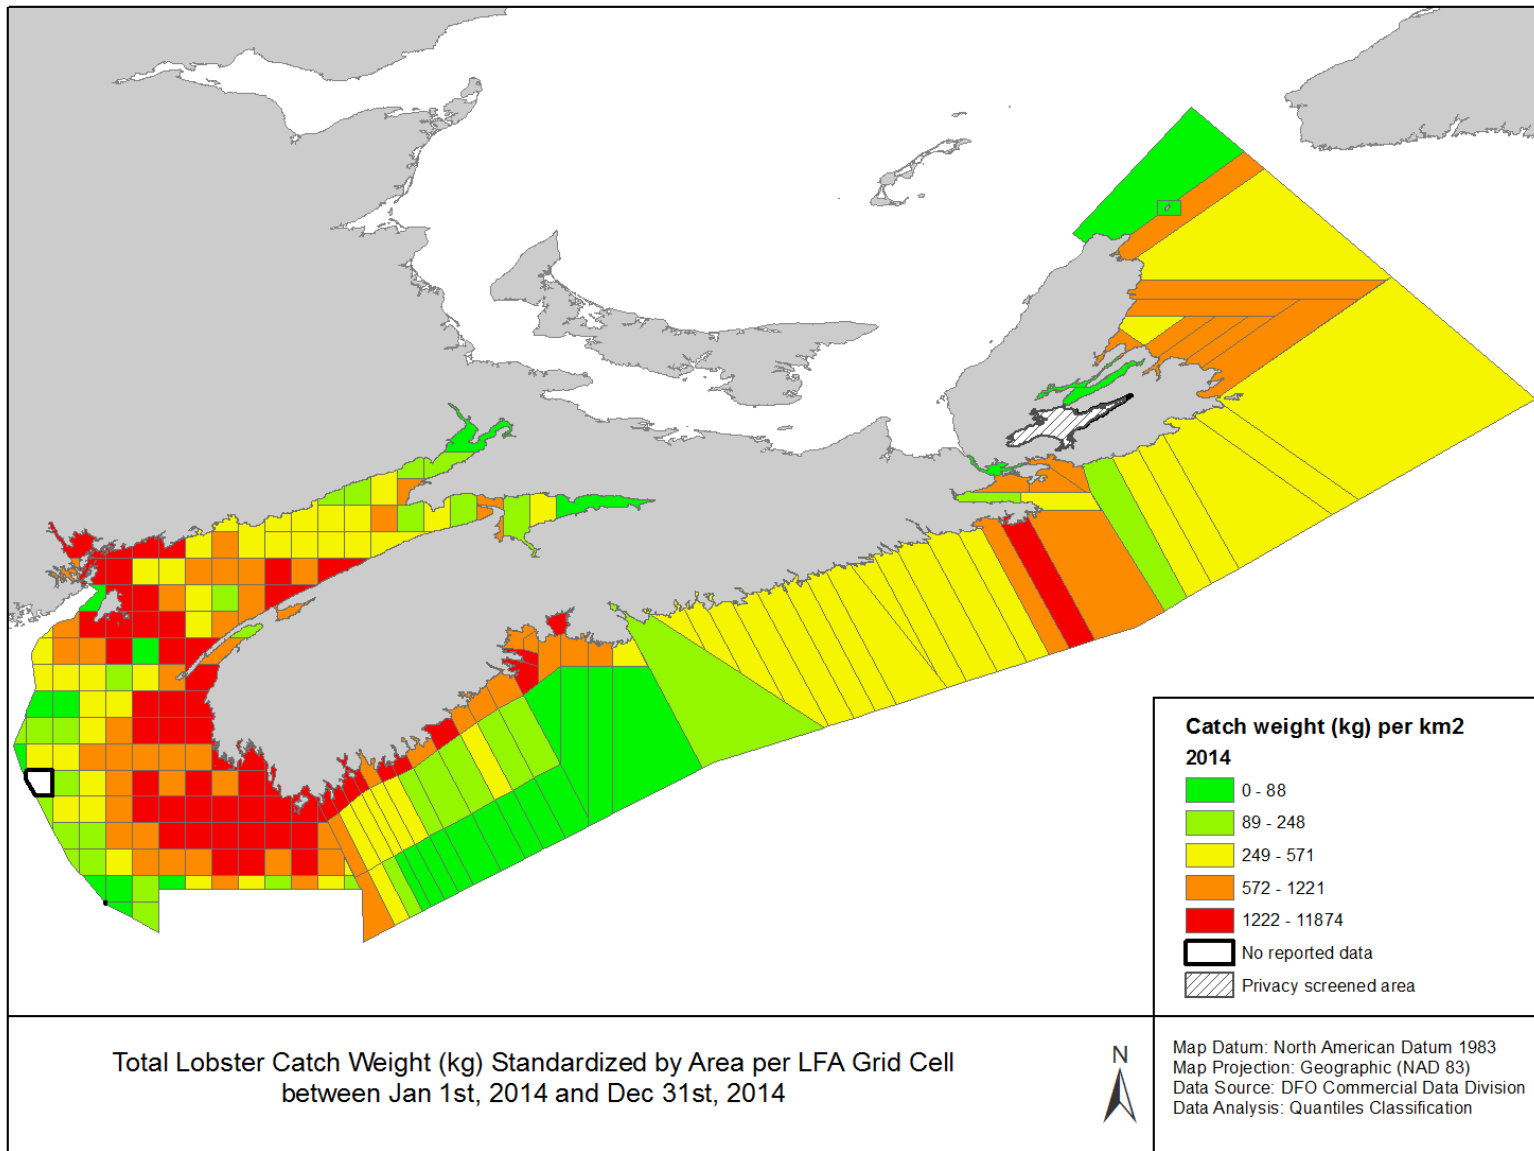 Catch weight (kg) per km2
2014
0 - 88
89 - 248
249 - 571
572 - 1221
1222 - 11874
No reported data
Privacy screened area
Total Lobster Catch Weight (kg) Standardized by Area per LFA Grid Cell
between Jan 1st, 2014 and Dec 31st, 2014
N
Map Datum: North American Datum 1983
Map Projection: Geographic (NAD 83)
Data Source: DFO Commercial Data Division
Data Analysis: Quantiles Classification